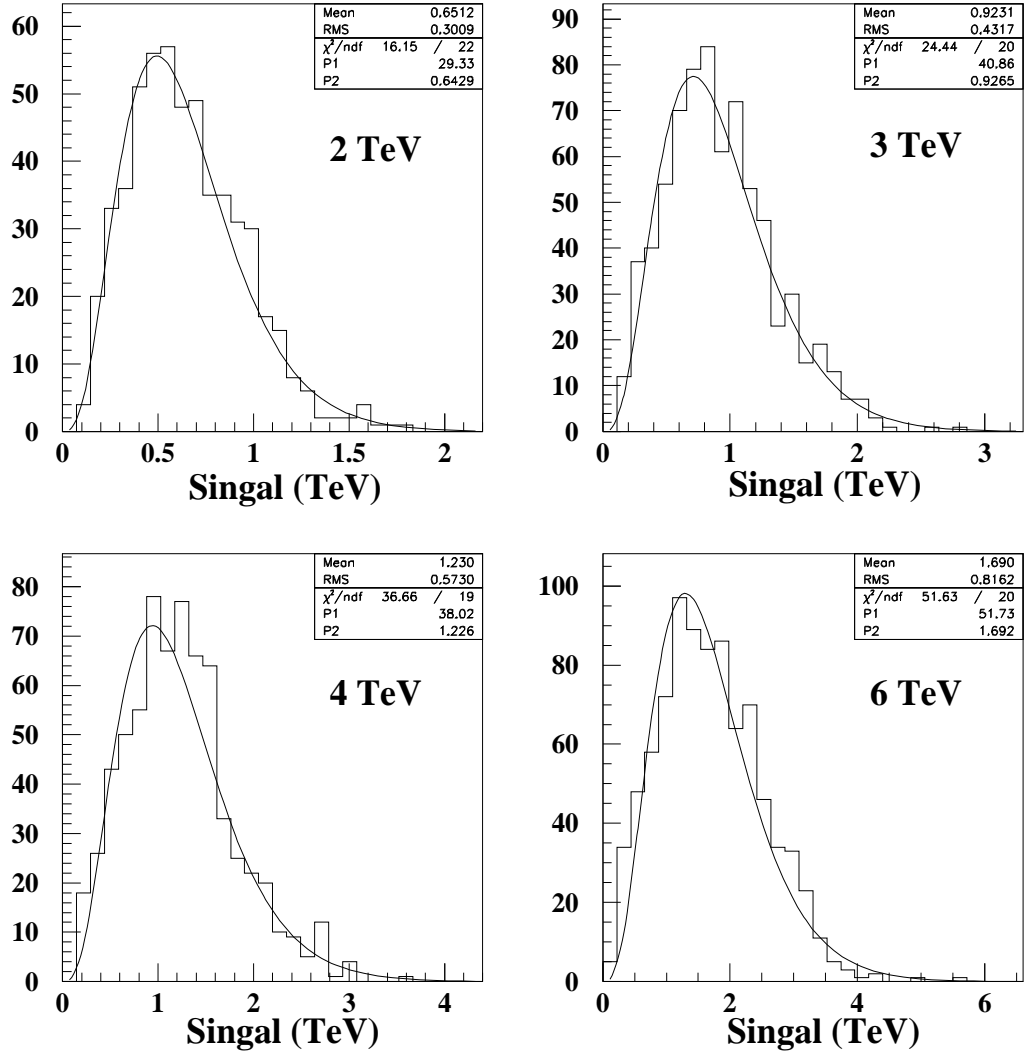 Mean 0.6512
RMS 0.3009
χ²/ndf 16.15 / 22
P1 29.33
P2 0.6429
2 TeV
60
50
40
30
20
10
0
0 0.5 1 1.5 2
Singal (TeV)
Mean 0.9231
RMS 0.4317
χ²/ndf 24.44 / 20
P1 40.86
P2 0.9265
3 TeV
90
80
70
60
50
40
30
20
10
0
0 1 2 3
Singal (TeV)
Mean 1.230
RMS 0.5730
χ²/ndf 36.66 / 19
P1 38.02
P2 1.226
4 TeV
80
70
60
50
40
30
20
10
0
0 1 2 3 4
Singal (TeV)
Mean 1.690
RMS 0.8162
χ²/ndf 51.63 / 20
P1 51.73
P2 1.692
6 TeV
100
80
60
40
20
0
0 2 4 6
Singal (TeV)